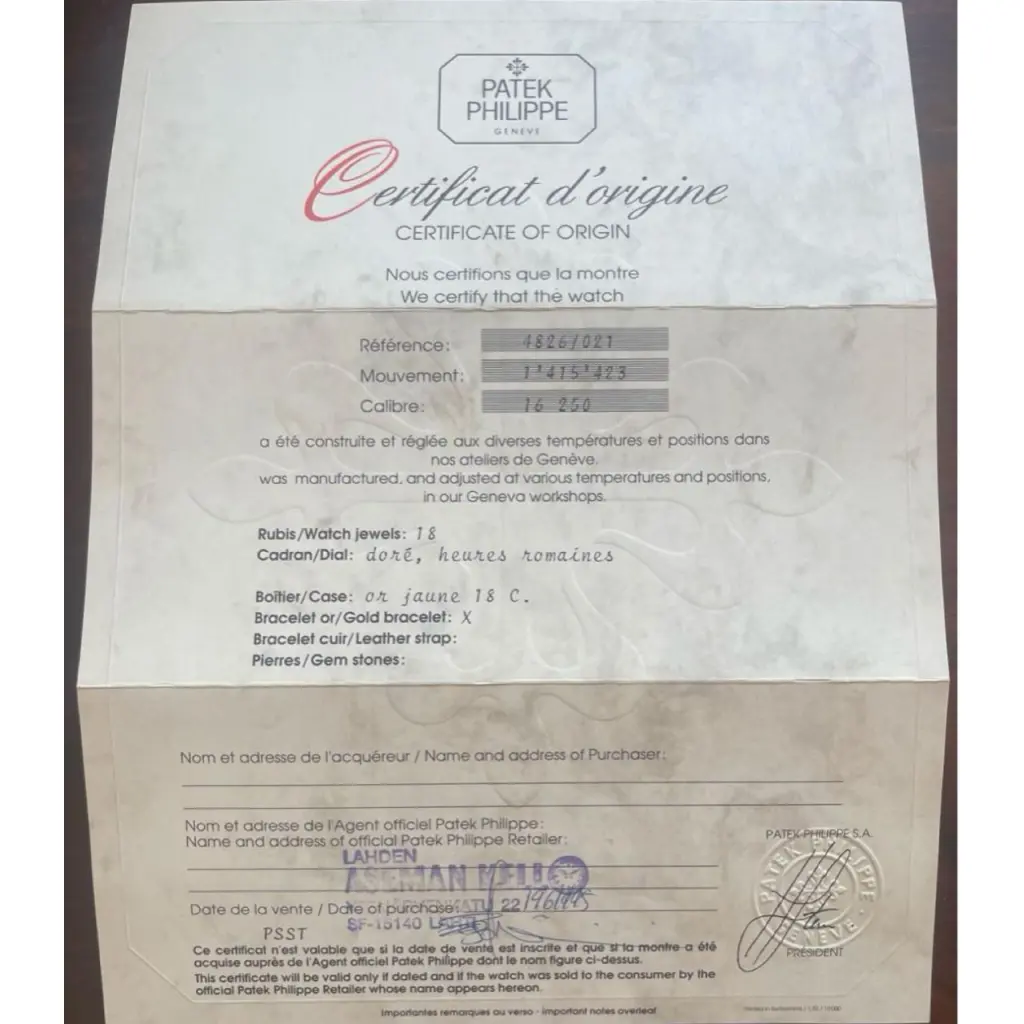 PATEK
PHILIPPE
GENEVE
Certificat d'origine
CERTIFICATE OF ORIGIN
Nous certifions que la montre
We certify that the watch
Référence: 4826/021
Mouvement: 1'415'423
Calibre: 16 250
a été construite et réglée aux diverses températures et positions dans
nos ateliers de Genève.
was manufactured, and adjusted at various temperatures and positions,
in our Geneva workshops.
Rubis/Watch jewels: 18
Cadran/Dial: doré, heures romaines
Boîtier/Case: or jaune 18 C.
Bracelet or/Gold bracelet: X
Bracelet cuir/Leather strap:
Pierres/Gem stones:
Nom et adresse de l'acquéreur / Name and address of Purchaser:
Nom et adresse de l'Agent officiel Patek Philippe:
Name and address of official Patek Philippe Retailer:
LAHDEN
ASEMAN KELLO
Date de la vente / Date of purchase: 22
SF-15140 LAHTI
PSST
Ce certificat n'est valable que si la date de vente est inscrite et que si la montre a été
acquise auprès de l'Agent officiel Patek Philippe dont le nom figure ci-dessus.
This certificate will be valid only if dated and if the watch was sold to the consumer by the
official Patek Philippe Retailer whose name appears hereon.
PATEK PHILIPPE S.A.
PATEK PHILIPPE
GENEVE
PRÉSIDENT
Importantes remarques au verso - important notes overleaf